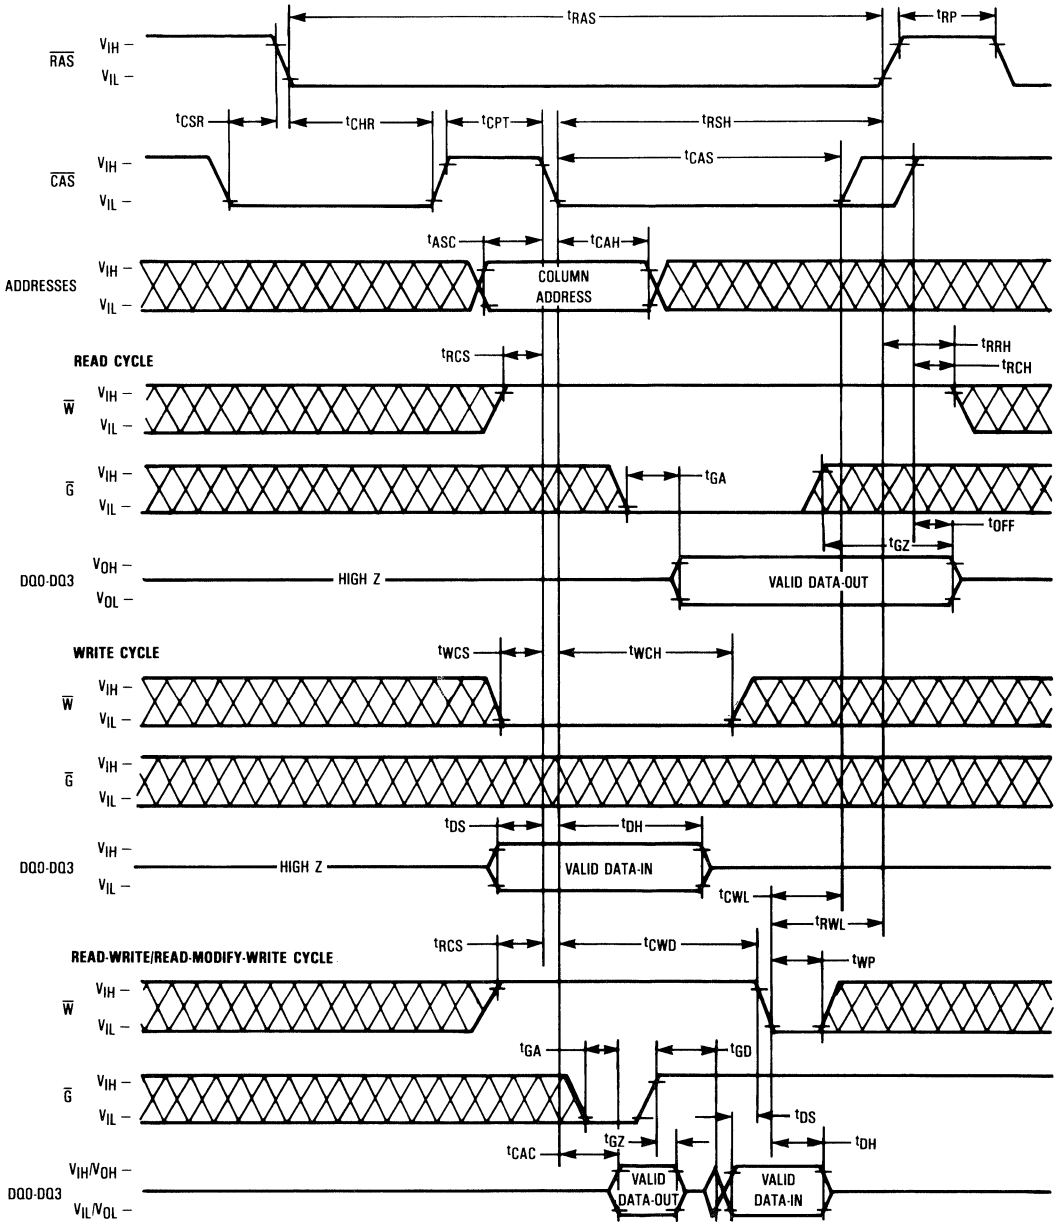 tRAS
tRP
RAS
VIH
VIL
tCSR
tCHR
tCPT
tRSH
tCAS
CAS
VIH
VIL
tASC
tCAH
ADDRESSES
VIH
VIL
COLUMN
ADDRESS
READ CYCLE
tRCS
tRRH
tRCH
W
VIH
VIL
G
VIH
VIL
tGA
tOFF
tGZ
DQ0-DQ3
VOH
VOL
HIGH Z
VALID DATA-OUT
WRITE CYCLE
tWCS
tWCH
W
VIH
VIL
G
VIH
VIL
tDS
tDH
DQ0-DQ3
VIH
VIL
HIGH Z
VALID DATA-IN
tCWL
tRWL
READ-WRITE/READ-MODIFY-WRITE CYCLE
tRCS
tCWD
tWP
W
VIH
VIL
tGA
tGD
G
VIH
VIL
tDS
tCAC
tGZ
tDH
DQ0-DQ3
VIH/VOH
VIL/VOL
VALID
DATA-OUT
VALID
DATA-IN